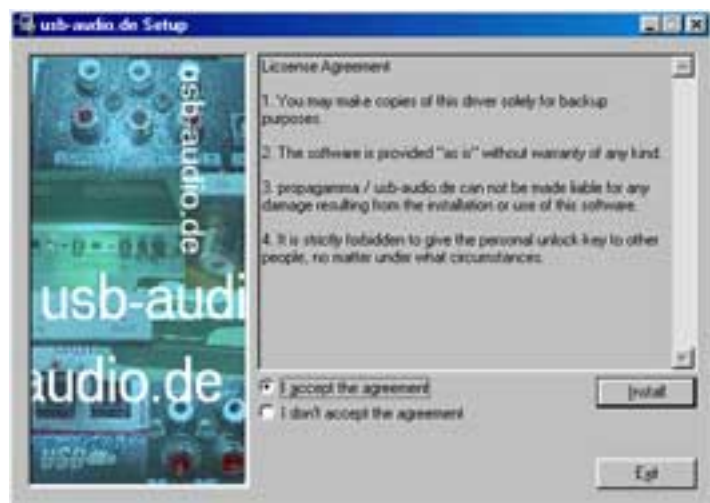 usb-audio.de Setup
usb-audio.de
usb-audi
audio.de
USB
Licsense Agreement
1. You may make copies of this driver solely for backup
purposes.
2. The software is provided "as is" without warranty of any kind.
3. propagamma / usb-audio.de can not be made liable for any
damage resulting from the installation or use of this software.
4. It is strictly forbidden to give the personal unlock key to other
people, no matter under what circumstances.
I accept the agreement
I don't accept the agreement
Install
Exit